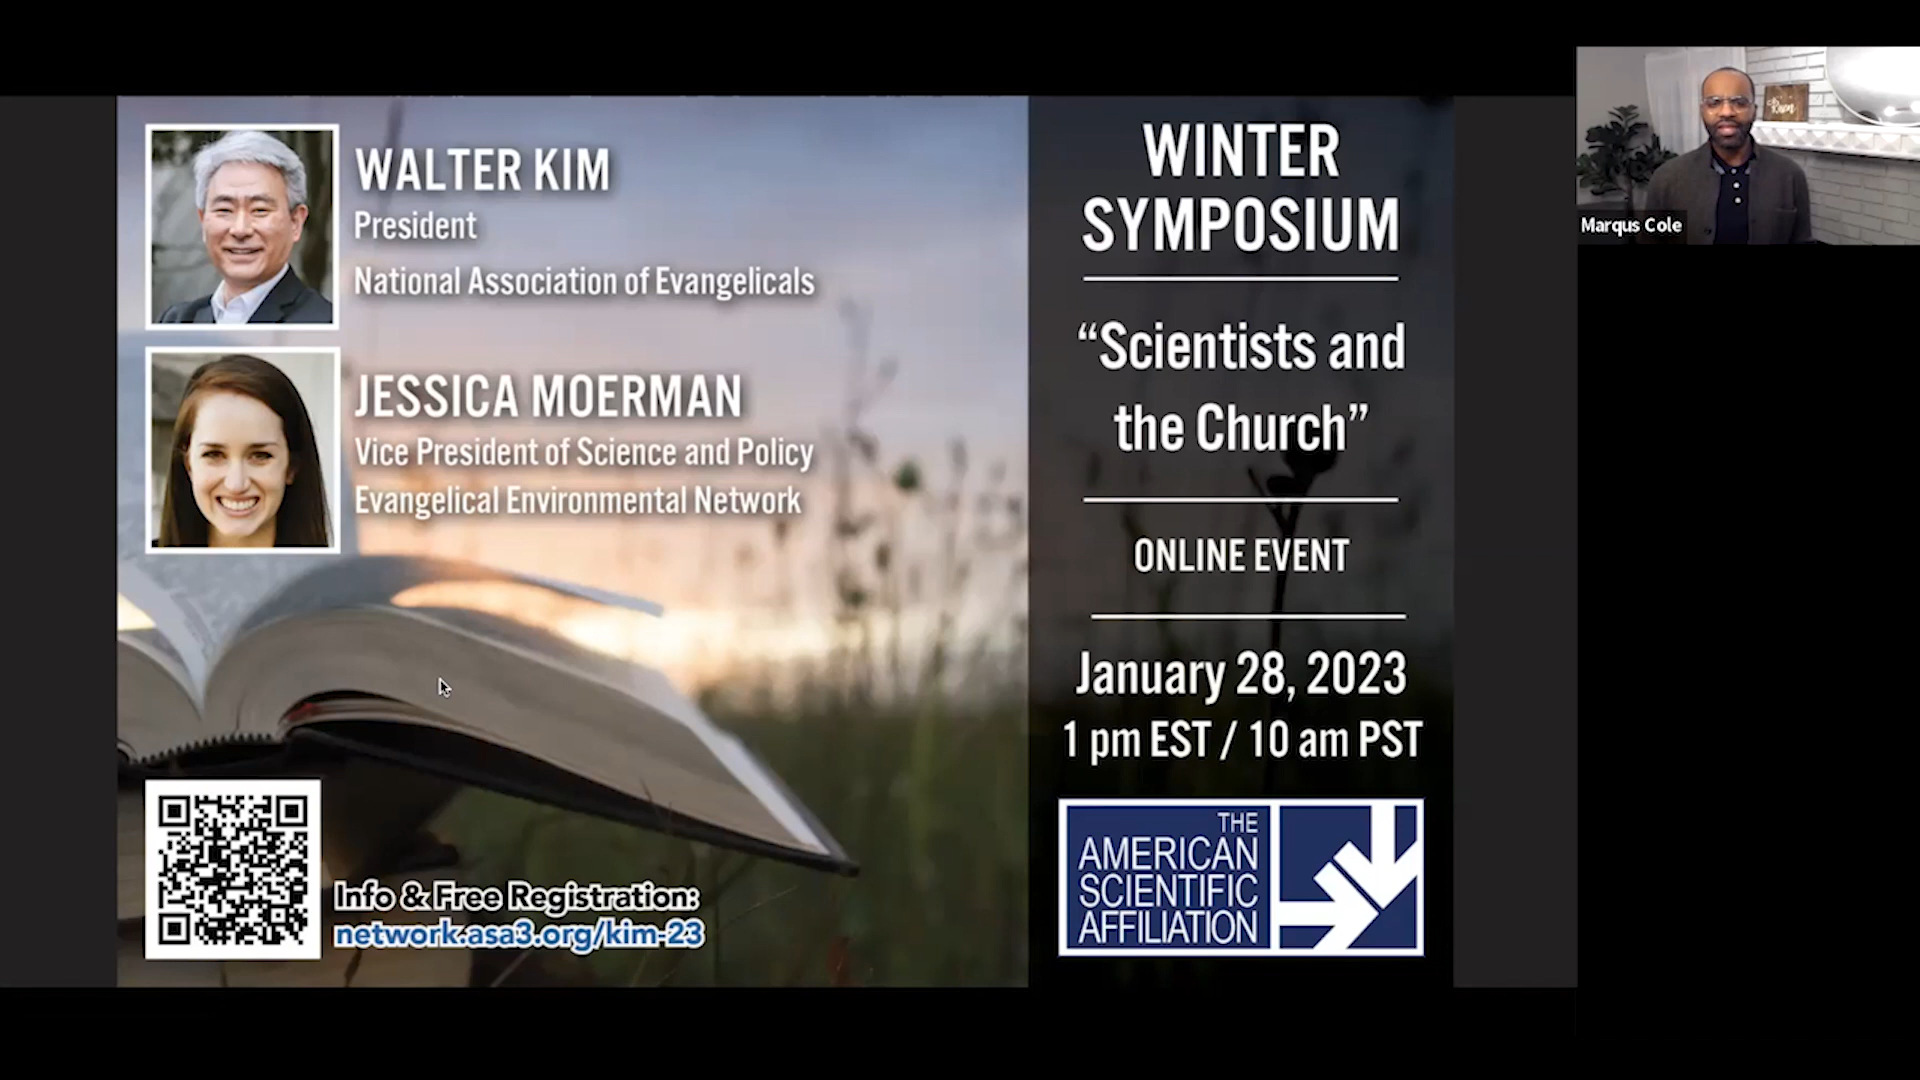 WALTER KIM
President
National Association of Evangelicals
JESSICA MOERMAN
Vice President of Science and Policy
Evangelical Environmental Network
Info & Free Registration:
network.asa3.org/kim-23
WINTER
SYMPOSIUM
“Scientists and
the Church”
ONLINE EVENT
January 28, 2023
1 pm EST / 10 am PST
THE
AMERICAN
SCIENTIFIC
AFFILIATION
Marqus Cole